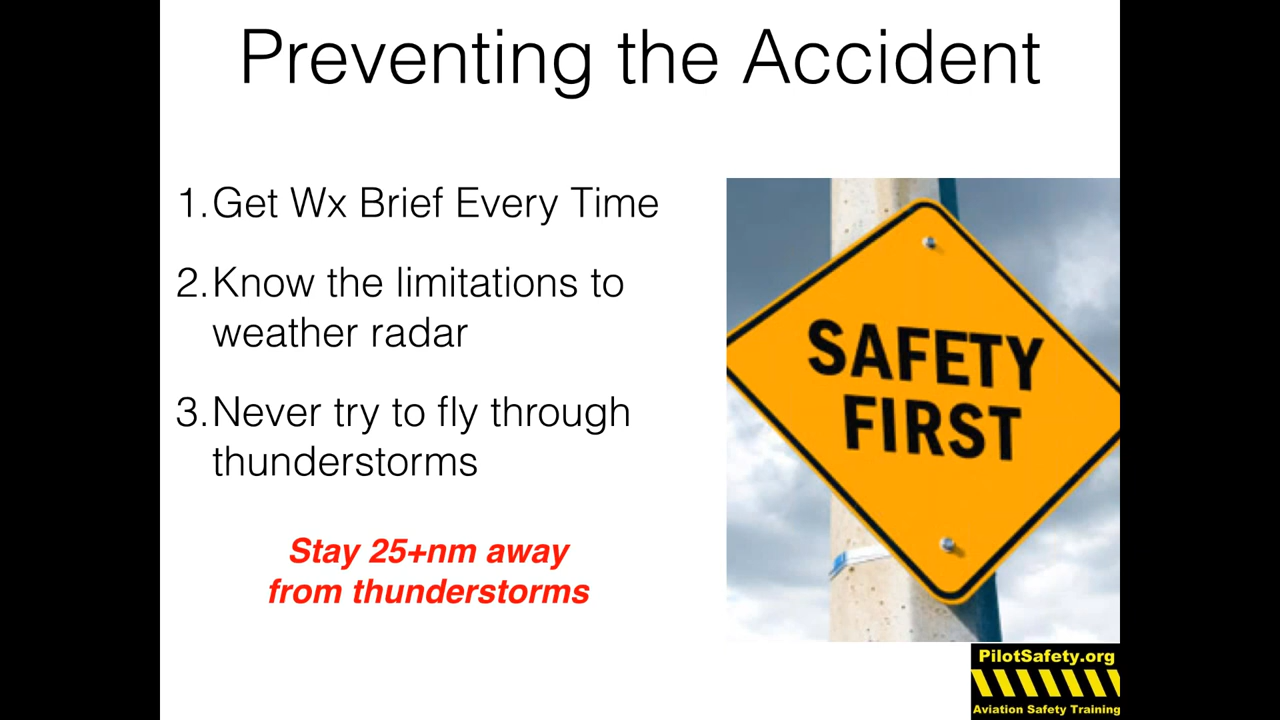 Preventing the Accident
1. Get Wx Brief Every Time
2. Know the limitations to
weather radar
3. Never try to fly through
thunderstorms
Stay 25+nm away
from thunderstorms
SAFETY
FIRST
PilotSafety.org
Aviation Safety Training